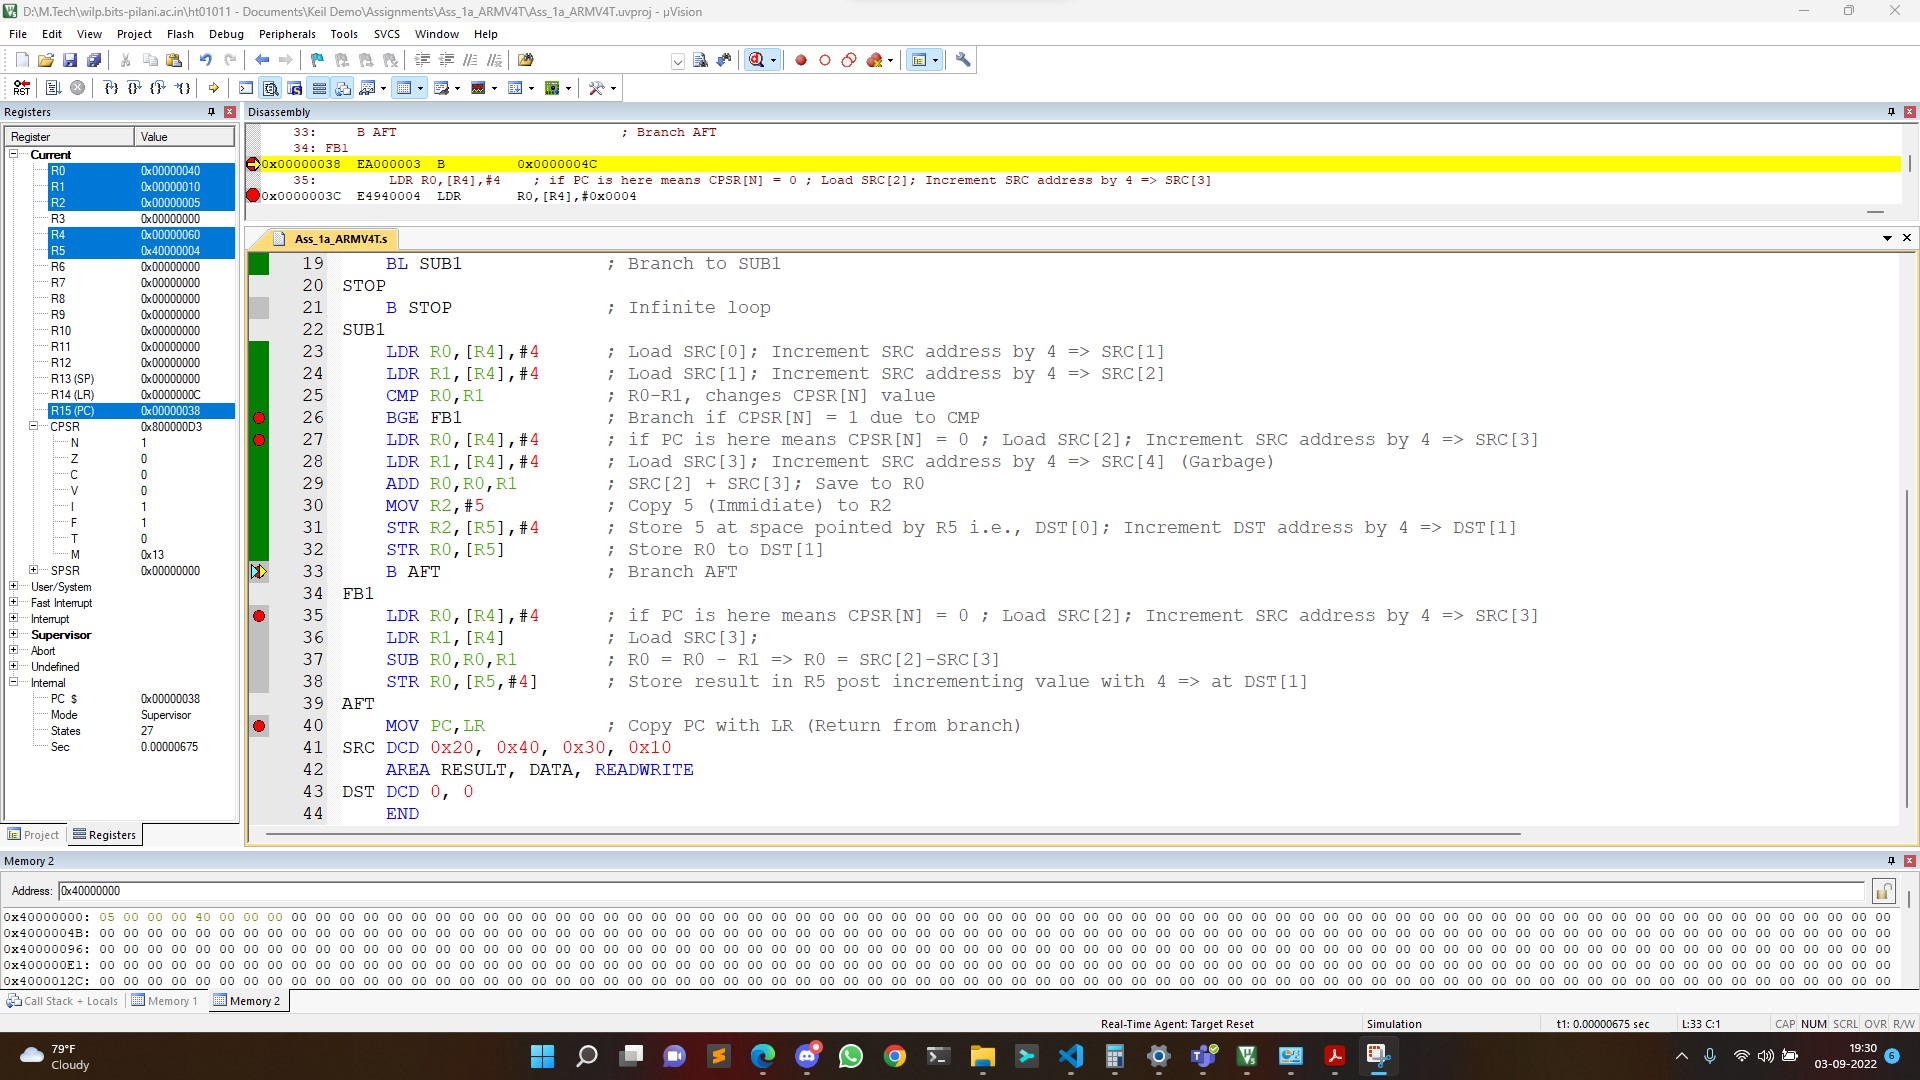 D:\M.Tech\wilp.bits-pilani.ac.in\ht01011 - Documents\Keil Demo\Assignments\Ass_1a_ARMV4T\Ass_1a_ARMV4T.uvproj - µVision
File Edit View Project Flash Debug Peripherals Tools SVCS Window Help
Registers
Register Value
Current
R0 0x00000040
R1 0x00000010
R2 0x00000005
R3 0x00000000
R4 0x00000060
R5 0x40000004
R6 0x00000000
R7 0x00000000
R8 0x00000000
R9 0x00000000
R10 0x00000000
R11 0x00000000
R12 0x00000000
R13 (SP) 0x00000000
R14 (LR) 0x0000000C
R15 (PC) 0x00000038
CPSR 0x800000D3
N 1
Z 0
C 0
V 0
I 1
F 1
T 0
M 0x13
SPSR 0x00000000
User/System
Fast Interrupt
Interrupt
Supervisor
Abort
Undefined
Internal
PC $ 0x00000038
Mode Supervisor
States 27
Sec 0.00000675
Project Registers
Disassembly
33: B AFT ; Branch AFT
34: FB1
0x00000038 EA000003 B 0x0000004C
35: LDR R0,[R4],#4 ; if PC is here means CPSR[N] = 0 ; Load SRC[2]; Increment SRC address by 4 => SRC[3]
0x0000003C E4940004 LDR R0,[R4],#0x0004
Ass_1a_ARMV4T.s
19 BL SUB1 ; Branch to SUB1
20 STOP
21 B STOP ; Infinite loop
22 SUB1
23 LDR R0,[R4],#4 ; Load SRC[0]; Increment SRC address by 4 => SRC[1]
24 LDR R1,[R4],#4 ; Load SRC[1]; Increment SRC address by 4 => SRC[2]
25 CMP R0,R1 ; R0-R1, changes CPSR[N] value
26 BGE FB1 ; Branch if CPSR[N] = 1 due to CMP
27 LDR R0,[R4],#4 ; if PC is here means CPSR[N] = 0 ; Load SRC[2]; Increment SRC address by 4 => SRC[3]
28 LDR R1,[R4],#4 ; Load SRC[3]; Increment SRC address by 4 => SRC[4] (Garbage)
29 ADD R0,R0,R1 ; SRC[2] + SRC[3]; Save to R0
30 MOV R2,#5 ; Copy 5 (Immidiate) to R2
31 STR R2,[R5],#4 ; Store 5 at space pointed by R5 i.e., DST[0]; Increment DST address by 4 => DST[1]
32 STR R0,[R5] ; Store R0 to DST[1]
33 B AFT ; Branch AFT
34 FB1
35 LDR R0,[R4],#4 ; if PC is here means CPSR[N] = 0 ; Load SRC[2]; Increment SRC address by 4 => SRC[3]
36 LDR R1,[R4] ; Load SRC[3];
37 SUB R0,R0,R1 ; R0 = R0 - R1 => R0 = SRC[2]-SRC[3]
38 STR R0,[R5,#4] ; Store result in R5 post incrementing value with 4 => at DST[1]
39 AFT
40 MOV PC,LR ; Copy PC with LR (Return from branch)
41 SRC DCD 0x20, 0x40, 0x30, 0x10
42 AREA RESULT, DATA, READWRITE
43 DST DCD 0, 0
44 END
Memory 2
Address: 0x40000000
0x40000000: 05 00 00 00 40 00 00 00 00 00 00 00 00 00 00 00 00 00 00 00 00 00 00 00 00 00 00 00 00 00 00 00 00 00 00 00 00 00 00 00 00 00 00 00 00 00 00 00 00 00 00 00 00 00 00 00 00 00 00 00 00 00 00 00 00 00 00 00 00 00 00 00 00 00 00
0x4000004B: 00 00 00 00 00 00 00 00 00 00 00 00 00 00 00 00 00 00 00 00 00 00 00 00 00 00 00 00 00 00 00 00 00 00 00 00 00 00 00 00 00 00 00 00 00 00 00 00 00 00 00 00 00 00 00 00 00 00 00 00 00 00 00 00 00 00 00 00 00 00 00 00 00 00 00
0x40000096: 00 00 00 00 00 00 00 00 00 00 00 00 00 00 00 00 00 00 00 00 00 00 00 00 00 00 00 00 00 00 00 00 00 00 00 00 00 00 00 00 00 00 00 00 00 00 00 00 00 00 00 00 00 00 00 00 00 00 00 00 00 00 00 00 00 00 00 00 00 00 00 00 00 00 00
0x400000E1: 00 00 00 00 00 00 00 00 00 00 00 00 00 00 00 00 00 00 00 00 00 00 00 00 00 00 00 00 00 00 00 00 00 00 00 00 00 00 00 00 00 00 00 00 00 00 00 00 00 00 00 00 00 00 00 00 00 00 00 00 00 00 00 00 00 00 00 00 00 00 00 00 00 00 00
0x4000012C: 00 00 00 00 00 00 00 00 00 00 00 00 00 00 00 00 00 00 00 00 00 00 00 00 00 00 00 00 00 00 00 00 00 00 00 00 00 00 00 00 00 00 00 00 00 00 00 00 00 00 00 00 00 00 00 00 00 00 00 00 00 00 00 00 00 00 00 00 00 00 00 00 00 00 00
Call Stack + Locals Memory 1 Memory 2
Real-Time Agent: Target Reset Simulation t1: 0.00000675 sec L:33 C:1 CAP NUM SCRL OVR R/W
79°F
Cloudy
19:30
03-09-2022
6